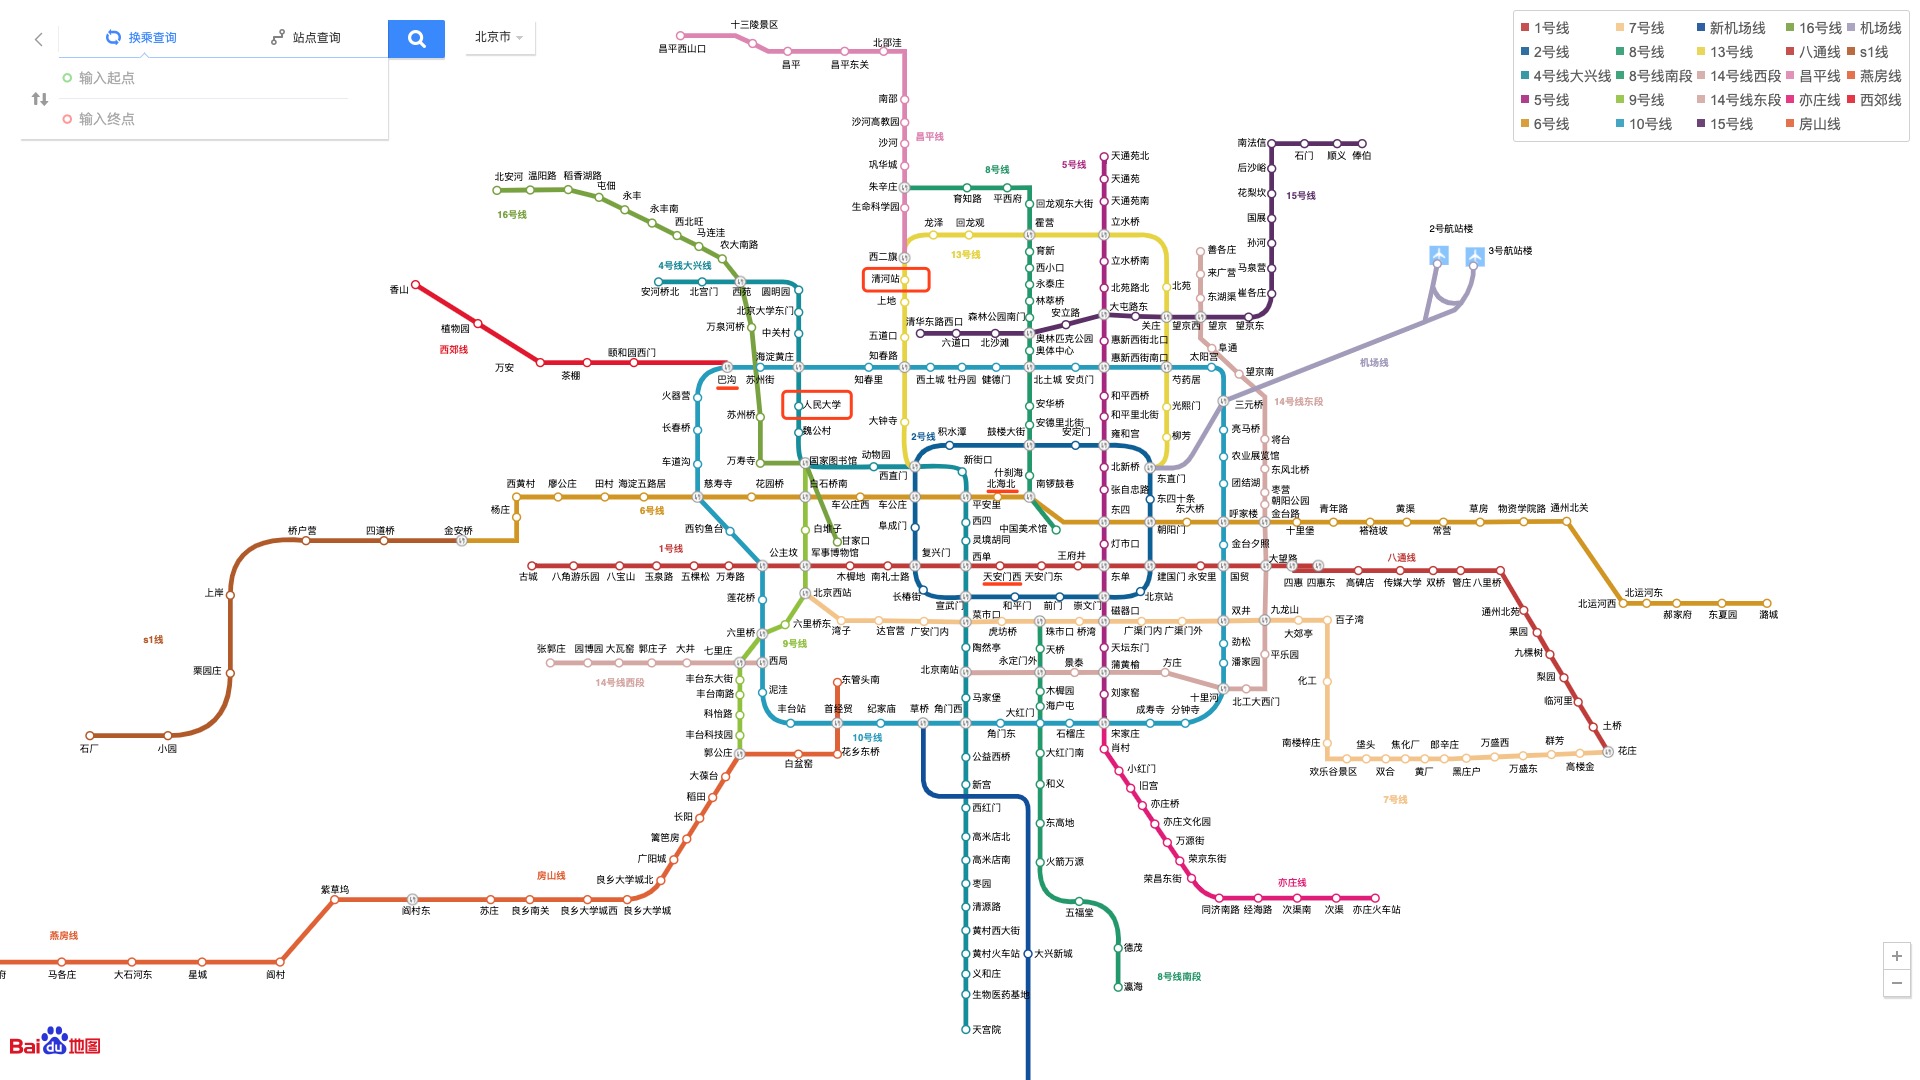 换乘查询
站点查询
北京市
输入起点
输入终点
1号线
7号线
新机场线
16号线
机场线
2号线
8号线
13号线
八通线
s1线
4号线大兴线
8号线南段
14号线西段
昌平线
燕房线
5号线
9号线
14号线东段
亦庄线
西郊线
6号线
10号线
15号线
房山线
十三陵景区
昌平西山口
北邵洼
昌平
昌平东关
南邵
沙河高教园
昌平线
沙河
巩华城
朱辛庄
生命科学园
育知路
平西府
8号线
回龙观东大街
5号线
天通苑北
天通苑
天通苑南
立水桥
南法信
石门
顺义
俸伯
后沙峪
花梨坎
15号线
国展
孙河
马泉营
崔各庄
北安河
温阳路
稻香湖路
屯佃
永丰
永丰南
西北旺
马连洼
农大南路
16号线
龙泽
回龙观
霍营
13号线
西二旗
清河站
上地
育新
西小口
永泰庄
林萃桥
立水桥南
北苑路北
大屯路东
北苑
善各庄
来广营
东湖渠
2号航站楼
3号航站楼
4号线大兴线
安河桥北
北宫门
西苑
圆明园
北京大学东门
中关村
万泉河桥
香山
植物园
西郊线
万安
茶棚
颐和园西门
巴沟
苏州街
海淀黄庄
五道口
清华东路西口
六道口
北沙滩
森林公园南门
安立路
奥林匹克公园
奥体中心
关庄
望京西
望京
望京东
惠新西街北口
惠新西街南口
知春路
知春里
西土城
牡丹园
健德门
北土城
安贞门
芍药居
太阳宫
阜通
望京南
机场线
火器营
苏州桥
人民大学
魏公村
大钟寺
安华桥
安德里北街
和平西桥
和平里北街
光熙门
柳芳
三元桥
14号线东段
长春桥
车道沟
万寿寺
国家图书馆
动物园
西直门
2号线
积水潭
鼓楼大街
安定门
雍和宫
亮马桥
将台
农业展览馆
东风北桥
新街口
什刹海
北海北
南锣鼓巷
北新桥
东直门
张自忠路
东四十条
团结湖
枣营
朝阳公园
西黄村
廖公庄
田村
海淀五路居
慈寿寺
花园桥
白石桥南
车公庄西
车公庄
平安里
杨庄
6号线
西钓鱼台
白堆子
甘家口
阜成门
西四
灵境胡同
中国美术馆
东四
朝阳门
东大桥
呼家楼
金台路
十里堡
青年路
褡裢坡
黄渠
常营
草房
物资学院路
通州北关
桥户营
四道桥
金安桥
灯市口
金台夕照
1号线
古城
八角游乐园
八宝山
玉泉路
五棵松
万寿路
公主坟
军事博物馆
木樨地
南礼士路
复兴门
西单
天安门西
天安门东
王府井
东单
建国门
永安里
国贸
大望路
四惠
四惠东
八通线
高碑店
传媒大学
双桥
管庄
八里桥
北运河西
北运河东
郝家府
东夏园
潞城
通州北苑
果园
九棵树
梨园
临河里
土桥
花庄
上岸
s1线
栗园庄
小园
石厂
莲花桥
北京西站
长椿街
宣武门
和平门
前门
崇文门
北京站
六里桥
六里桥东
9号线
湾子
达官营
广安门内
菜市口
虎坊桥
珠市口
桥湾
磁器口
广渠门内
广渠门外
双井
九龙山
大郊亭
百子湾
化工
南楼梓庄
张郭庄
园博园
大瓦窑
郭庄子
大井
七里庄
西局
14号线西段
陶然亭
北京南站
天桥
永定门外
景泰
天坛东门
蒲黄榆
方庄
劲松
潘家园
十里河
平乐园
北工大西门
丰台东大街
丰台南路
科怡路
丰台科技园
郭公庄
泥洼
丰台站
东管头南
首经贸
纪家庙
草桥
角门西
10号线
花乡东桥
白盆窑
马家堡
木樨园
海户屯
刘家窑
大红门
角门东
石榴庄
宋家庄
成寿寺
分钟寺
公益西桥
大红门南
肖村
小红门
旧宫
亦庄桥
亦庄文化园
万源街
荣京东街
荣昌东街
亦庄线
同济南路
经海路
次渠南
次渠
亦庄火车站
欢乐谷景区
垡头
双合
焦化厂
黄厂
郎辛庄
黑庄户
万盛西
万盛东
群芳
高楼金
7号线
大葆台
稻田
长阳
篱笆房
广阳城
良乡大学城北
房山线
良乡大学城
良乡大学城西
良乡南关
苏庄
阎村东
紫草坞
燕房线
府
马各庄
大石河东
星城
阎村
新宫
西红门
高米店北
高米店南
枣园
清源路
黄村西大街
黄村火车站
义和庄
生物医药基地
天宫院
大兴新城
和义
东高地
火箭万源
五福堂
德茂
瀛海
8号线南段
Baidu地图